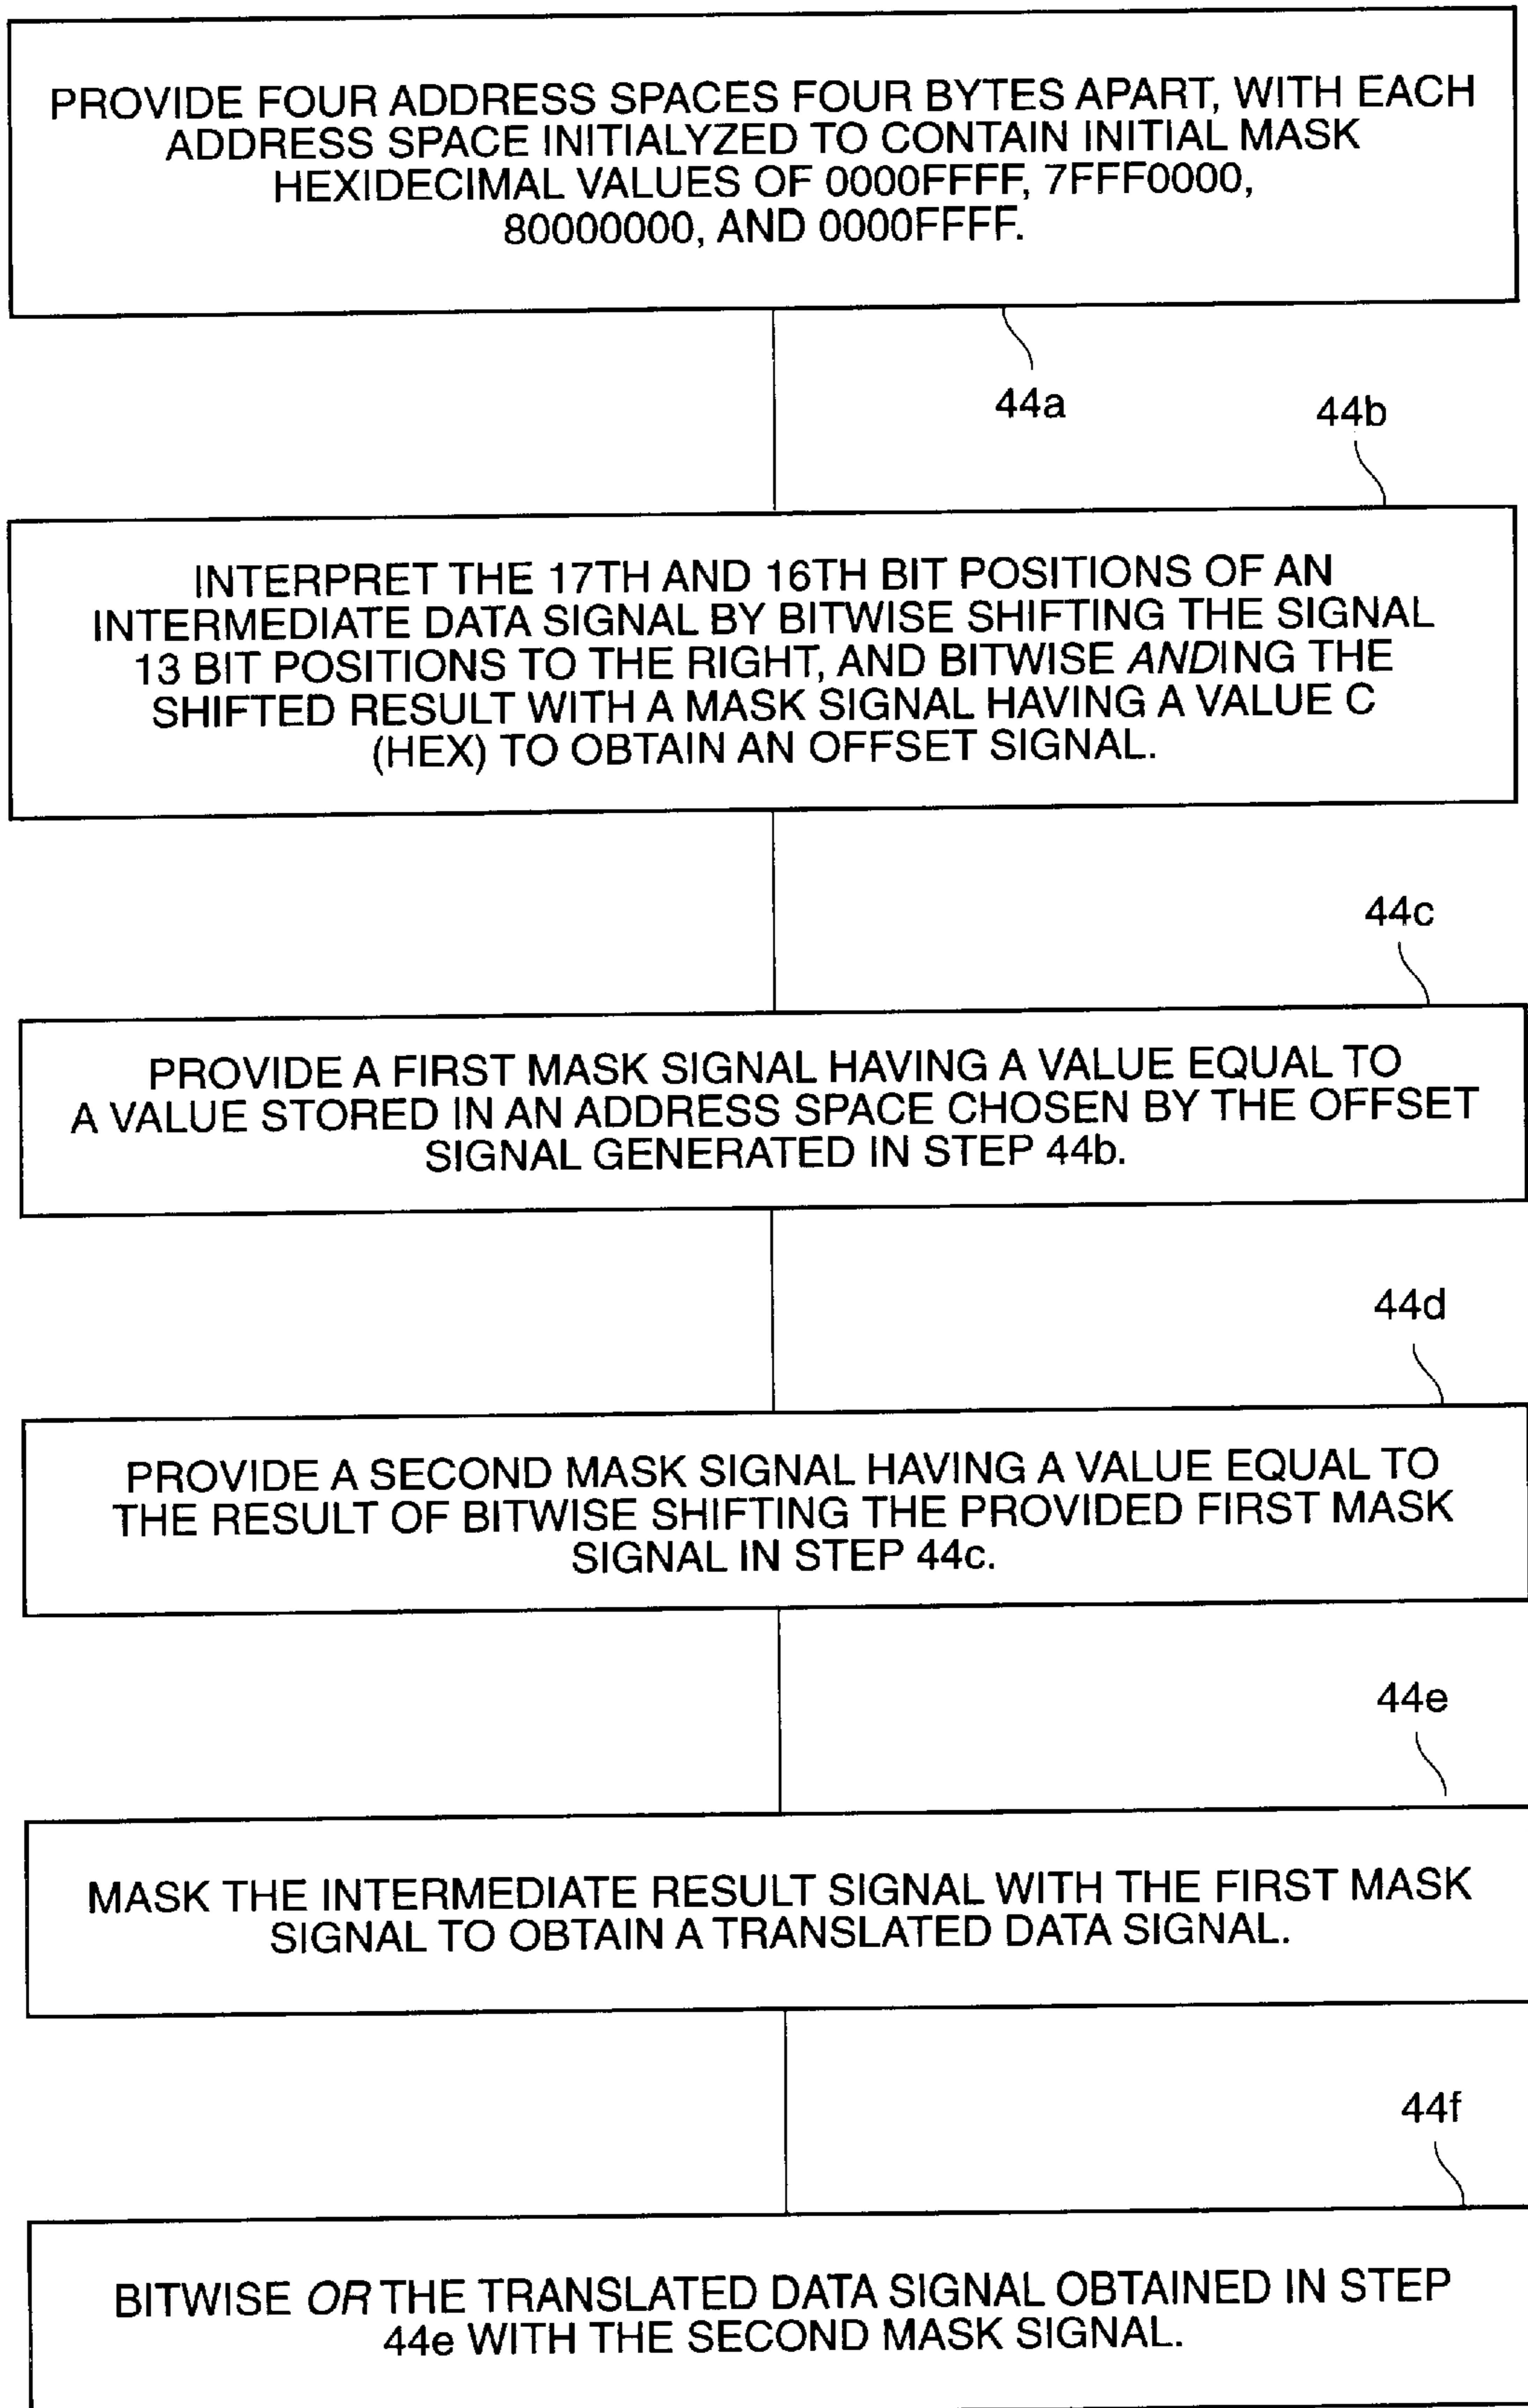 PROVIDE FOUR ADDRESS SPACES FOUR BYTES APART, WITH EACH
ADDRESS SPACE INITIALYZED TO CONTAIN INITIAL MASK
HEXIDECIMAL VALUES OF 0000FFFF, 7FFF0000,
80000000, AND 0000FFFF.
44a
44b
INTERPRET THE 17TH AND 16TH BIT POSITIONS OF AN
INTERMEDIATE DATA SIGNAL BY BITWISE SHIFTING THE SIGNAL
13 BIT POSITIONS TO THE RIGHT, AND BITWISE ANDING THE
SHIFTED RESULT WITH A MASK SIGNAL HAVING A VALUE C
(HEX) TO OBTAIN AN OFFSET SIGNAL.
44c
PROVIDE A FIRST MASK SIGNAL HAVING A VALUE EQUAL TO
A VALUE STORED IN AN ADDRESS SPACE CHOSEN BY THE OFFSET
SIGNAL GENERATED IN STEP 44b.
44d
PROVIDE A SECOND MASK SIGNAL HAVING A VALUE EQUAL TO
THE RESULT OF BITWISE SHIFTING THE PROVIDED FIRST MASK
SIGNAL IN STEP 44c.
44e
MASK THE INTERMEDIATE RESULT SIGNAL WITH THE FIRST MASK
SIGNAL TO OBTAIN A TRANSLATED DATA SIGNAL.
44f
BITWISE OR THE TRANSLATED DATA SIGNAL OBTAINED IN STEP
44e WITH THE SECOND MASK SIGNAL.